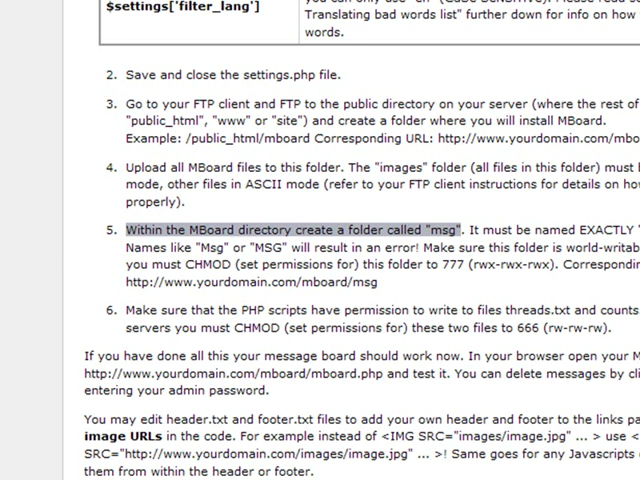 you can only use "en" (CASE SENSITIVE). Please read se
$settings['filter_lang']
Translating bad words list" further down for info on how
words.
2. Save and close the settings.php file.
3. Go to your FTP client and FTP to the public directory on your server (where the rest of
"public_html", "www" or "site") and create a folder where you will install MBoard.
Example: /public_html/mboard Corresponding URL: http://www.yourdomain.com/mbo
4. Upload all MBoard files to this folder. The "images" folder (all files in this folder) must
mode, other files in ASCII mode (refer to your FTP client instructions for details on how
properly).
5. Within the MBoard directory create a folder called "msg". It must be named EXACTLY "
Names like "Msg" or "MSG" will result in an error! Make sure this folder is world-writab
you must CHMOD (set permissions for) this folder to 777 (rwx-rwx-rwx). Correspondin
http://www.yourdomain.com/mboard/msg
6. Make sure that the PHP scripts have permission to write to files threads.txt and counts.
servers you must CHMOD (set permissions for) these two files to 666 (rw-rw-rw).
If you have done all this your message board should work now. In your browser open your M
http://www.yourdomain.com/mboard/mboard.php and test it. You can delete messages by cli
entering your admin password.
You may edit header.txt and footer.txt files to add your own header and footer to the links pa
image URLs in the code. For example instead of <IMG SRC="images/image.jpg" ... > use <
SRC="http://www.yourdomain.com/images/image.jpg" ... >! Same goes for any Javascripts
them from within the header or footer.